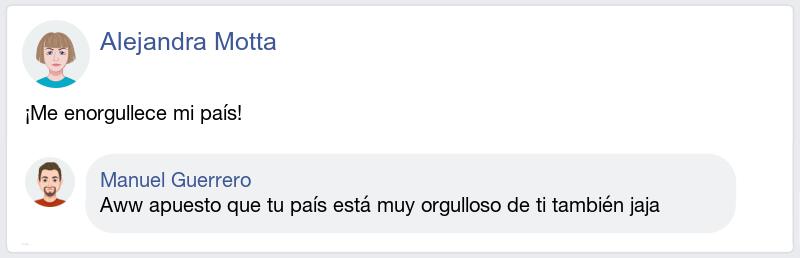 Alejandra Motta
¡Me enorgullece mi país!
Manuel Guerrero
Aww apuesto que tu país está muy orgulloso de ti también jaja